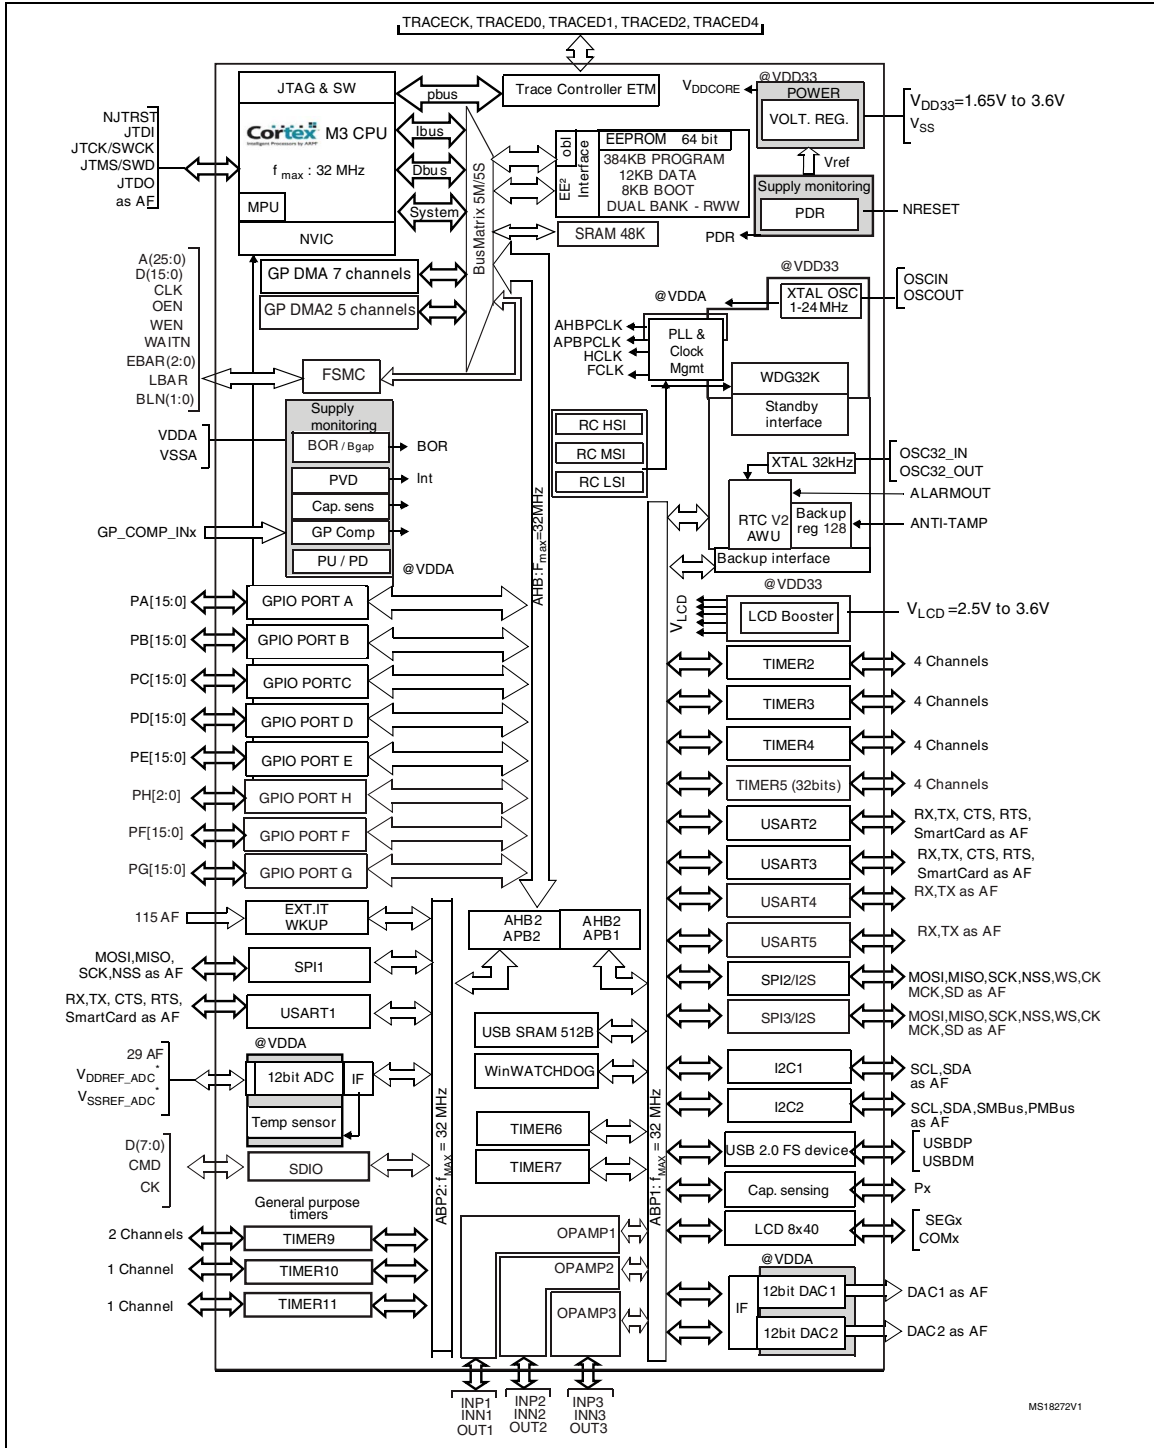 TRACECK, TRACED0, TRACED1, TRACED2, TRACED4
JTAG & SW
pbus
Trace Controller ETM
NJTRST
JTDI
JTCK/SWCK
JTMS/SWD
JTDO
as AF
Cortex M3 CPU
Intelligent Processors by ARM
f max : 32 MHz
MPU
NVIC
Ibus
Dbus
System
BusMatrix 5M/5S
EE² obl
Interface
EEPROM 64 bit
384KB PROGRAM
12KB DATA
8KB BOOT
DUAL BANK - RWW
SRAM 48K
@VDD33
VDDCORE
POWER
VOLT. REG.
Vref
VDD33=1.65V to 3.6V
VSS
Supply monitoring
PDR
PDR
NRESET
GP DMA 7 channels
GP DMA2 5 channels
A(25:0)
D(15:0)
CLK
OEN
WEN
WAITN
EBAR(2:0)
LBAR
BLN(1:0)
FSMC
@VDD33
XTAL OSC
1-24 MHz
OSCIN
OSCOUT
@VDDA
AHBPCLK
APBPCLK
HCLK
FCLK
PLL &
Clock
Mgmt
WDG32K
Standby
interface
RC HSI
RC MSI
RC LSI
XTAL 32kHz
OSC32_IN
OSC32_OUT
RTC V2
AWU
Backup
reg 128
ALARMOUT
ANTI-TAMP
Backup interface
VDDA
VSSA
Supply
monitoring
BOR / Bgap
BOR
PVD
Int
Cap. sens
GP Comp
GP_COMP_INx
PU / PD
@VDDA
AHB:Fmax=32MHz
@VDD33
VLCD
LCD Booster
VLCD =2.5V to 3.6V
PA[15:0]
GPIO PORT A
PB[15:0]
GPIO PORT B
PC[15:0]
GPIO PORTC
PD[15:0]
GPIO PORT D
PE[15:0]
GPIO PORT E
PH[2:0]
GPIO PORT H
PF[15:0]
GPIO PORT F
PG[15:0]
GPIO PORT G
TIMER2
4 Channels
TIMER3
4 Channels
TIMER4
4 Channels
TIMER5 (32bits)
4 Channels
USART2
RX,TX, CTS, RTS,
SmartCard as AF
USART3
RX,TX, CTS, RTS,
SmartCard as AF
USART4
RX,TX as AF
USART5
RX,TX as AF
SPI2/I2S
MOSI,MISO,SCK,NSS,WS,CK
MCK,SD as AF
SPI3/I2S
MOSI,MISO,SCK,NSS,WS,CK
MCK,SD as AF
I2C1
SCL,SDA
as AF
I2C2
SCL,SDA,SMBus,PMBus
as AF
USB 2.0 FS device
USBDP
USBDM
Cap. sensing
Px
LCD 8x40
SEGx
COMx
@VDDA
IF
12bit DAC1
DAC1 as AF
12bit DAC2
DAC2 as AF
115 AF
EXT.IT
WKUP
MOSI,MISO,
SCK,NSS as AF
SPI1
RX,TX, CTS, RTS,
SmartCard as AF
USART1
@VDDA
29 AF
VDDREF_ADC*
VSSREF_ADC*
12bit ADC
IF
Temp sensor
D(7:0)
CMD
CK
SDIO
General purpose
timers
2 Channels
TIMER9
1 Channel
TIMER10
1 Channel
TIMER11
ABP2: fMAX = 32 MHz
AHB2
APB2
AHB2
APB1
USB SRAM 512B
WinWATCHDOG
TIMER6
TIMER7
ABP1: fMAX = 32 MHz
OPAMP1
OPAMP2
OPAMP3
INP1
INN1
OUT1
INP2
INN2
OUT2
INP3
INN3
OUT3
MS18272V1